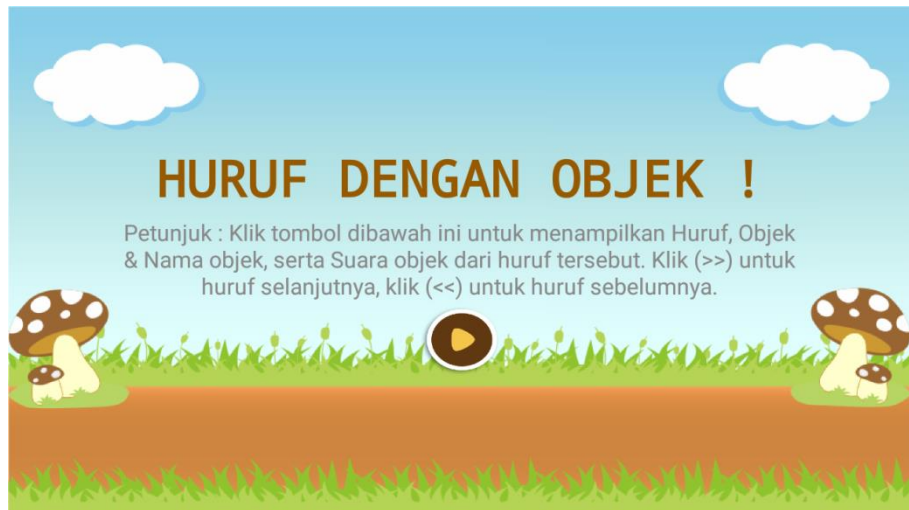 HURUF DENGAN OBJEK !
Petunjuk : Klik tombol dibawah ini untuk menampilkan Huruf, Objek
& Nama objek, serta Suara objek dari huruf tersebut. Klik (>>) untuk
huruf selanjutnya, klik (<<) untuk huruf sebelumnya.